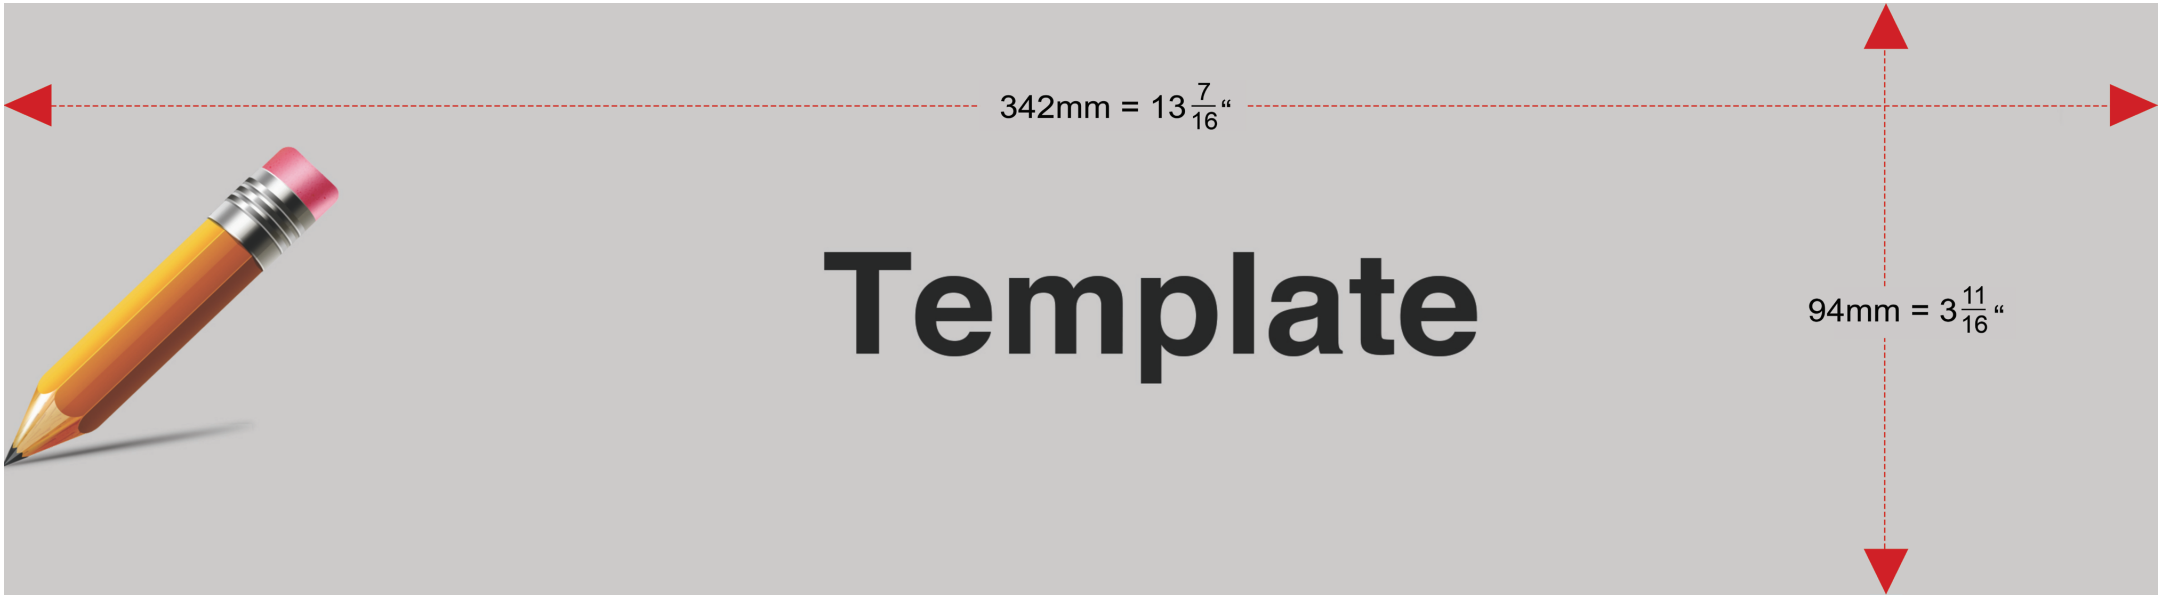 342mm = 13 7/16“
Template
94mm = 3 11/16“